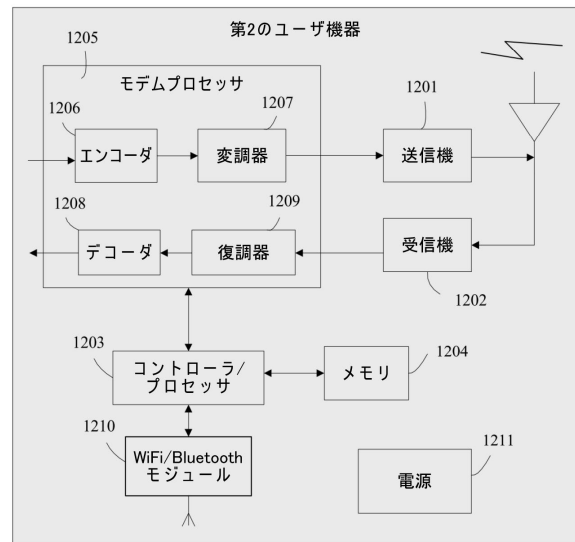 第2のユーザ機器
1205
モデムプロセッサ
1206
エンコーダ
1207
変調器
1201
送信機
1208
デコーダ
1209
復調器
受信機
1202
1203
コントローラ/
プロセッサ
1204
メモリ
1210
WiFi/Bluetooth
モジュール
1211
電源